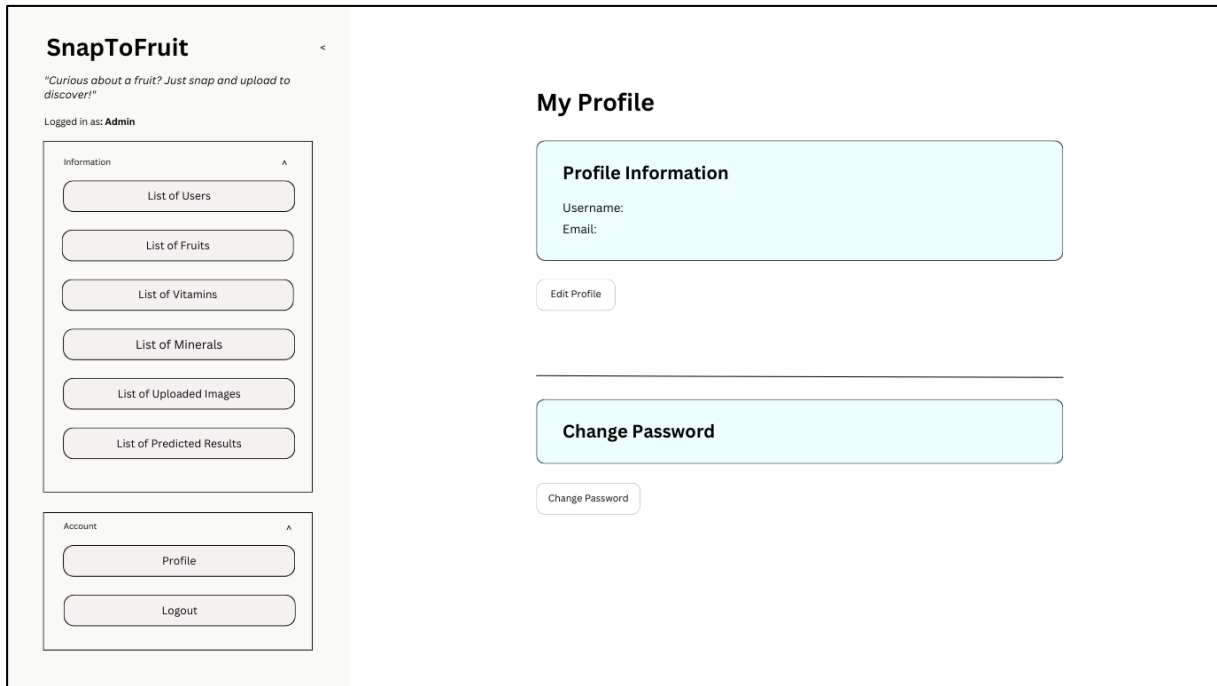 SnapToFruit
<
"Curious about a fruit? Just snap and upload to
discover!"
Logged in as: Admin
Information ^
List of Users
List of Fruits
List of Vitamins
List of Minerals
List of Uploaded Images
List of Predicted Results
Account ^
Profile
Logout
My Profile
Profile Information
Username:
Email:
Edit Profile
Change Password
Change Password